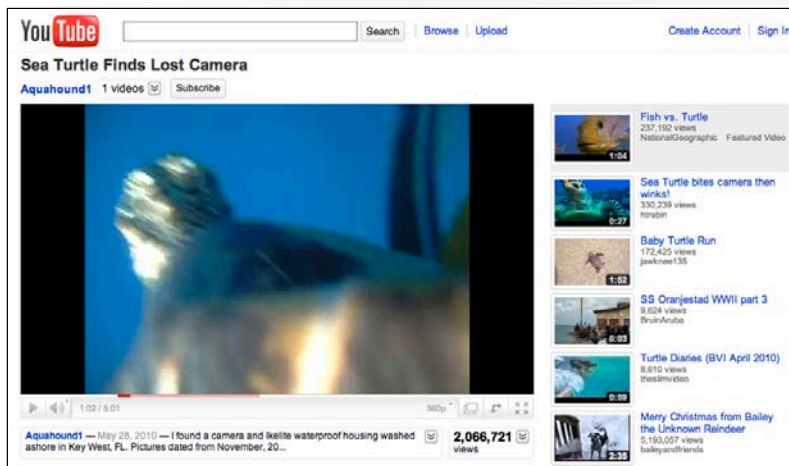 YouTube Search Browse Upload Create Account Sign In
Sea Turtle Finds Lost Camera
Aquahound1 1 videos Subscribe
1:02 / 5:01 360p
Aquahound1 — May 28, 2010 — I found a camera and Ikelite waterproof housing washed
ashore in Key West, FL. Pictures dated from November, 20...
2,066,721
views
1:04
Fish vs. Turtle
237,192 views
NationalGeographic Featured Video
0:27
Sea Turtle bites camera then
winks!
330,239 views
htrabin
1:52
Baby Turtle Run
172,425 views
jawknee135
6:03
SS Oranjestad WWII part 3
9,624 views
BruinAruba
0:59
Turtle Diaries (BVI April 2010)
8,610 views
theslimvideo
2:35
Merry Christmas from Bailey
the Unknown Reindeer
5,193,057 views
baileyandfriends